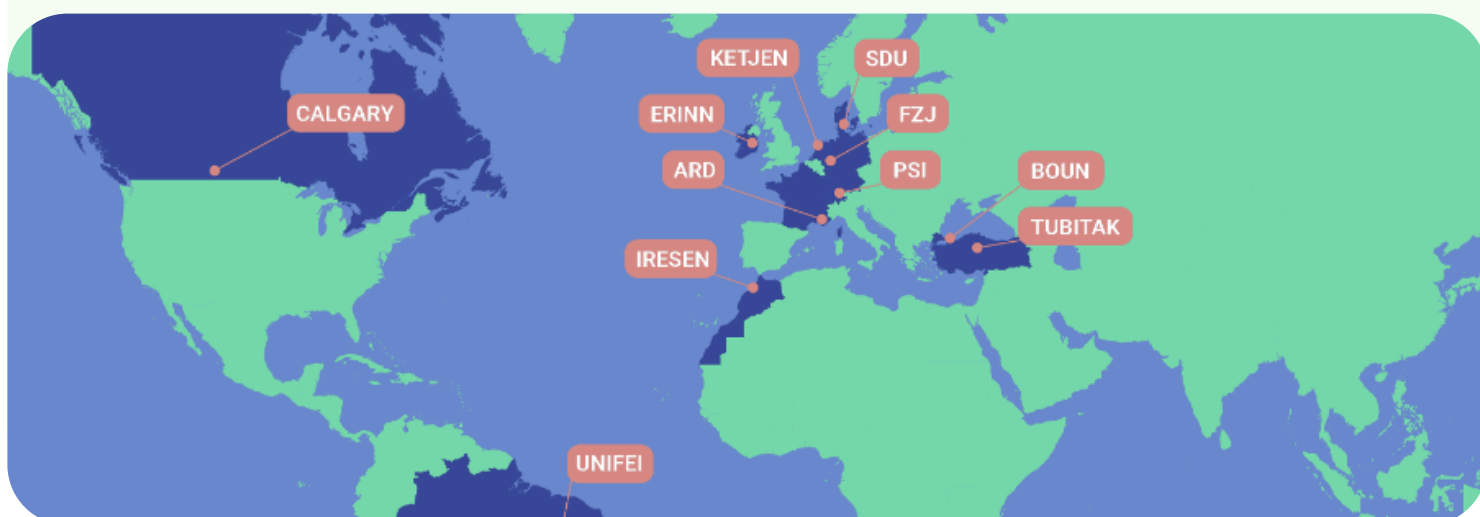 KETJEN
SDU
CALGARY
ERINN
FZJ
ARD
PSI
BOUN
TUBITAK
IRESEN
UNIFEI